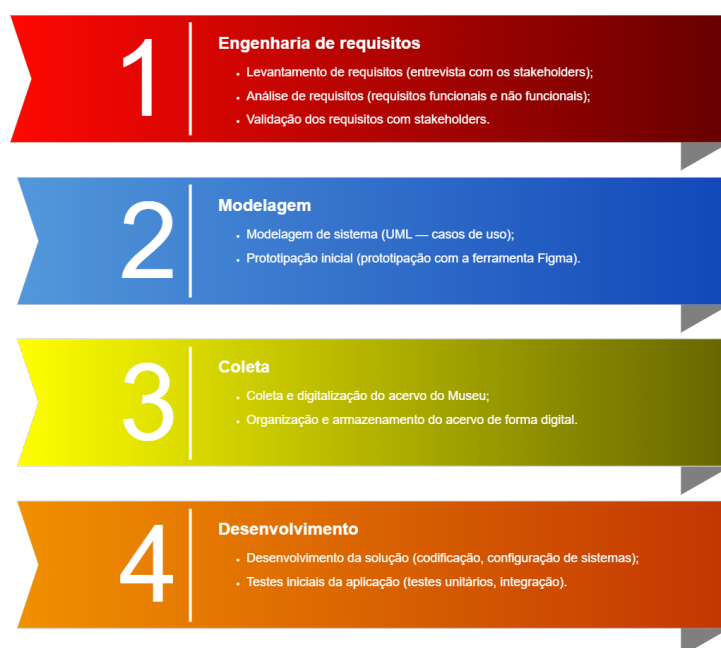 1
Engenharia de requisitos
• Levantamento de requisitos (entrevista com os stakeholders);
• Análise de requisitos (requisitos funcionais e não funcionais);
• Validação dos requisitos com stakeholders.
2
Modelagem
• Modelagem de sistema (UML — casos de uso);
• Prototipação inicial (prototipação com a ferramenta Figma).
3
Coleta
• Coleta e digitalização do acervo do Museu;
• Organização e armazenamento do acervo de forma digital.
4
Desenvolvimento
• Desenvolvimento da solução (codificação, configuração de sistemas);
• Testes iniciais da aplicação (testes unitários, integração).